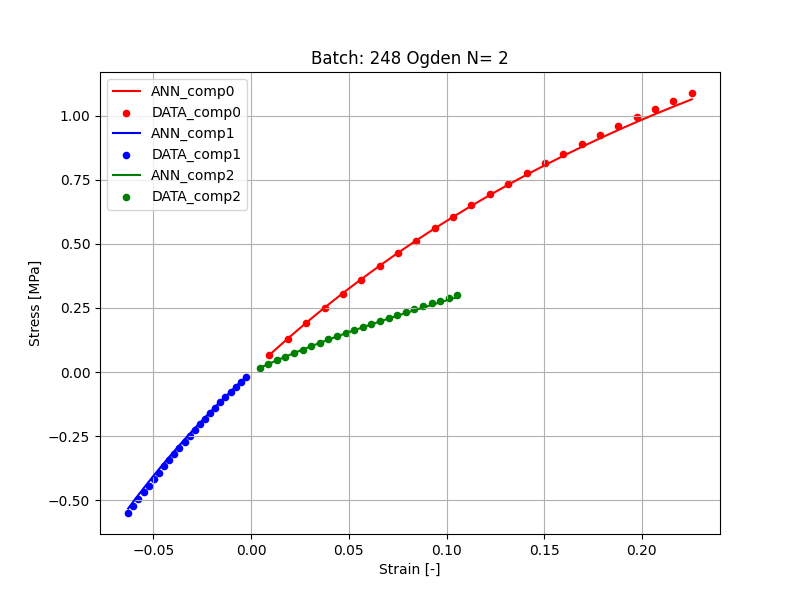 Batch: 248 Ogden N= 2
ANN_comp0
DATA_comp0
ANN_comp1
DATA_comp1
ANN_comp2
DATA_comp2
1.00
0.75
0.50
0.25
0.00
−0.25
−0.50
Stress [MPa]
−0.05 0.00 0.05 0.10 0.15 0.20
Strain [-]